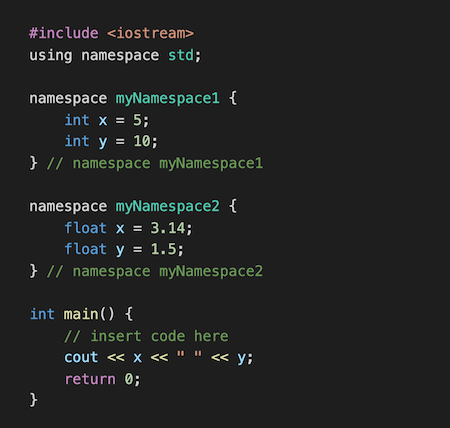 #include <iostream>
using namespace std;
namespace myNamespace1 {
int x = 5;
int y = 10;
} // namespace myNamespace1
namespace myNamespace2 {
float x = 3.14;
float y = 1.5;
} // namespace myNamespace2
int main() {
// insert code here
cout << x << " " << y;
return 0;
}